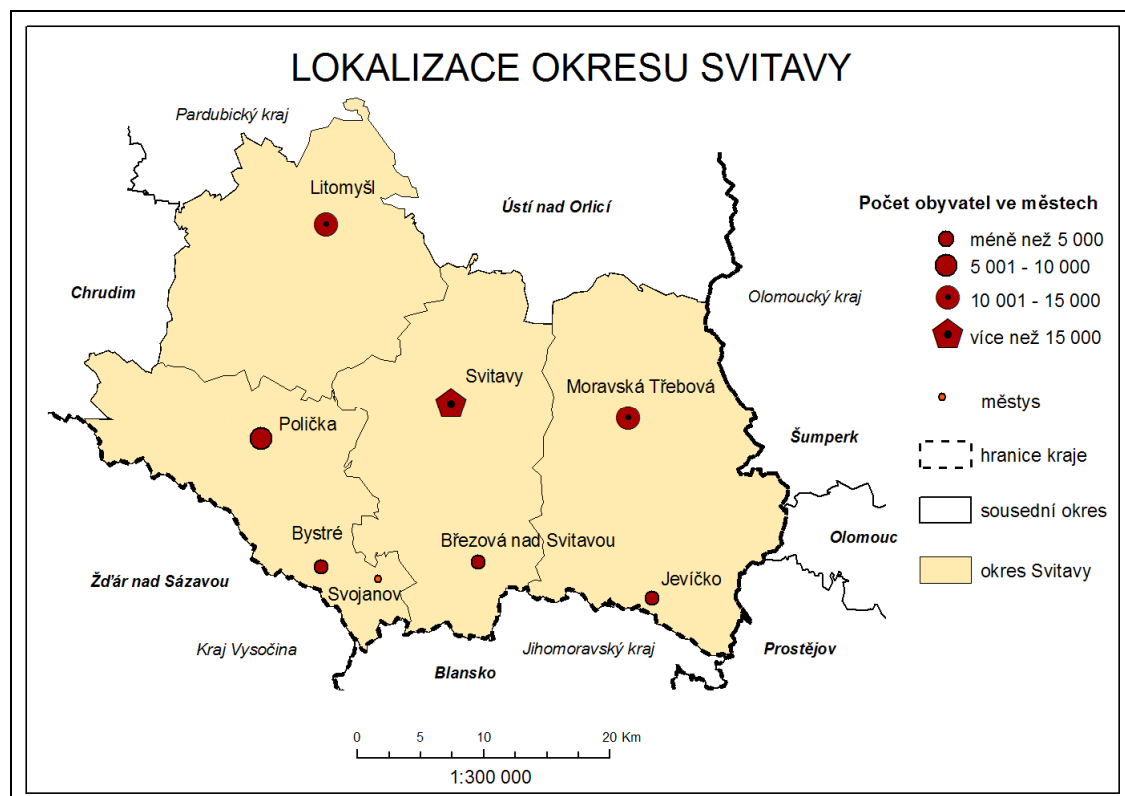 LOKALIZACE OKRESU SVITAVY
Pardubický kraj
Litomyšl
Ústí nad Orlicí
Chrudim
Olomoucký kraj
Svitavy
Moravská Třebová
Polička
Šumperk
Bystré
Březová nad Svitavou
Olomouc
Žďár nad Sázavou
Svojanov
Jevíčko
Kraj Vysočina
Blansko
Jihomoravský kraj
Prostějov
Počet obyvatel ve městech
méně než 5 000
5 001 - 10 000
10 001 - 15 000
více než 15 000
městys
hranice kraje
sousední okres
okres Svitavy
0 5 10 20 Km
1:300 000